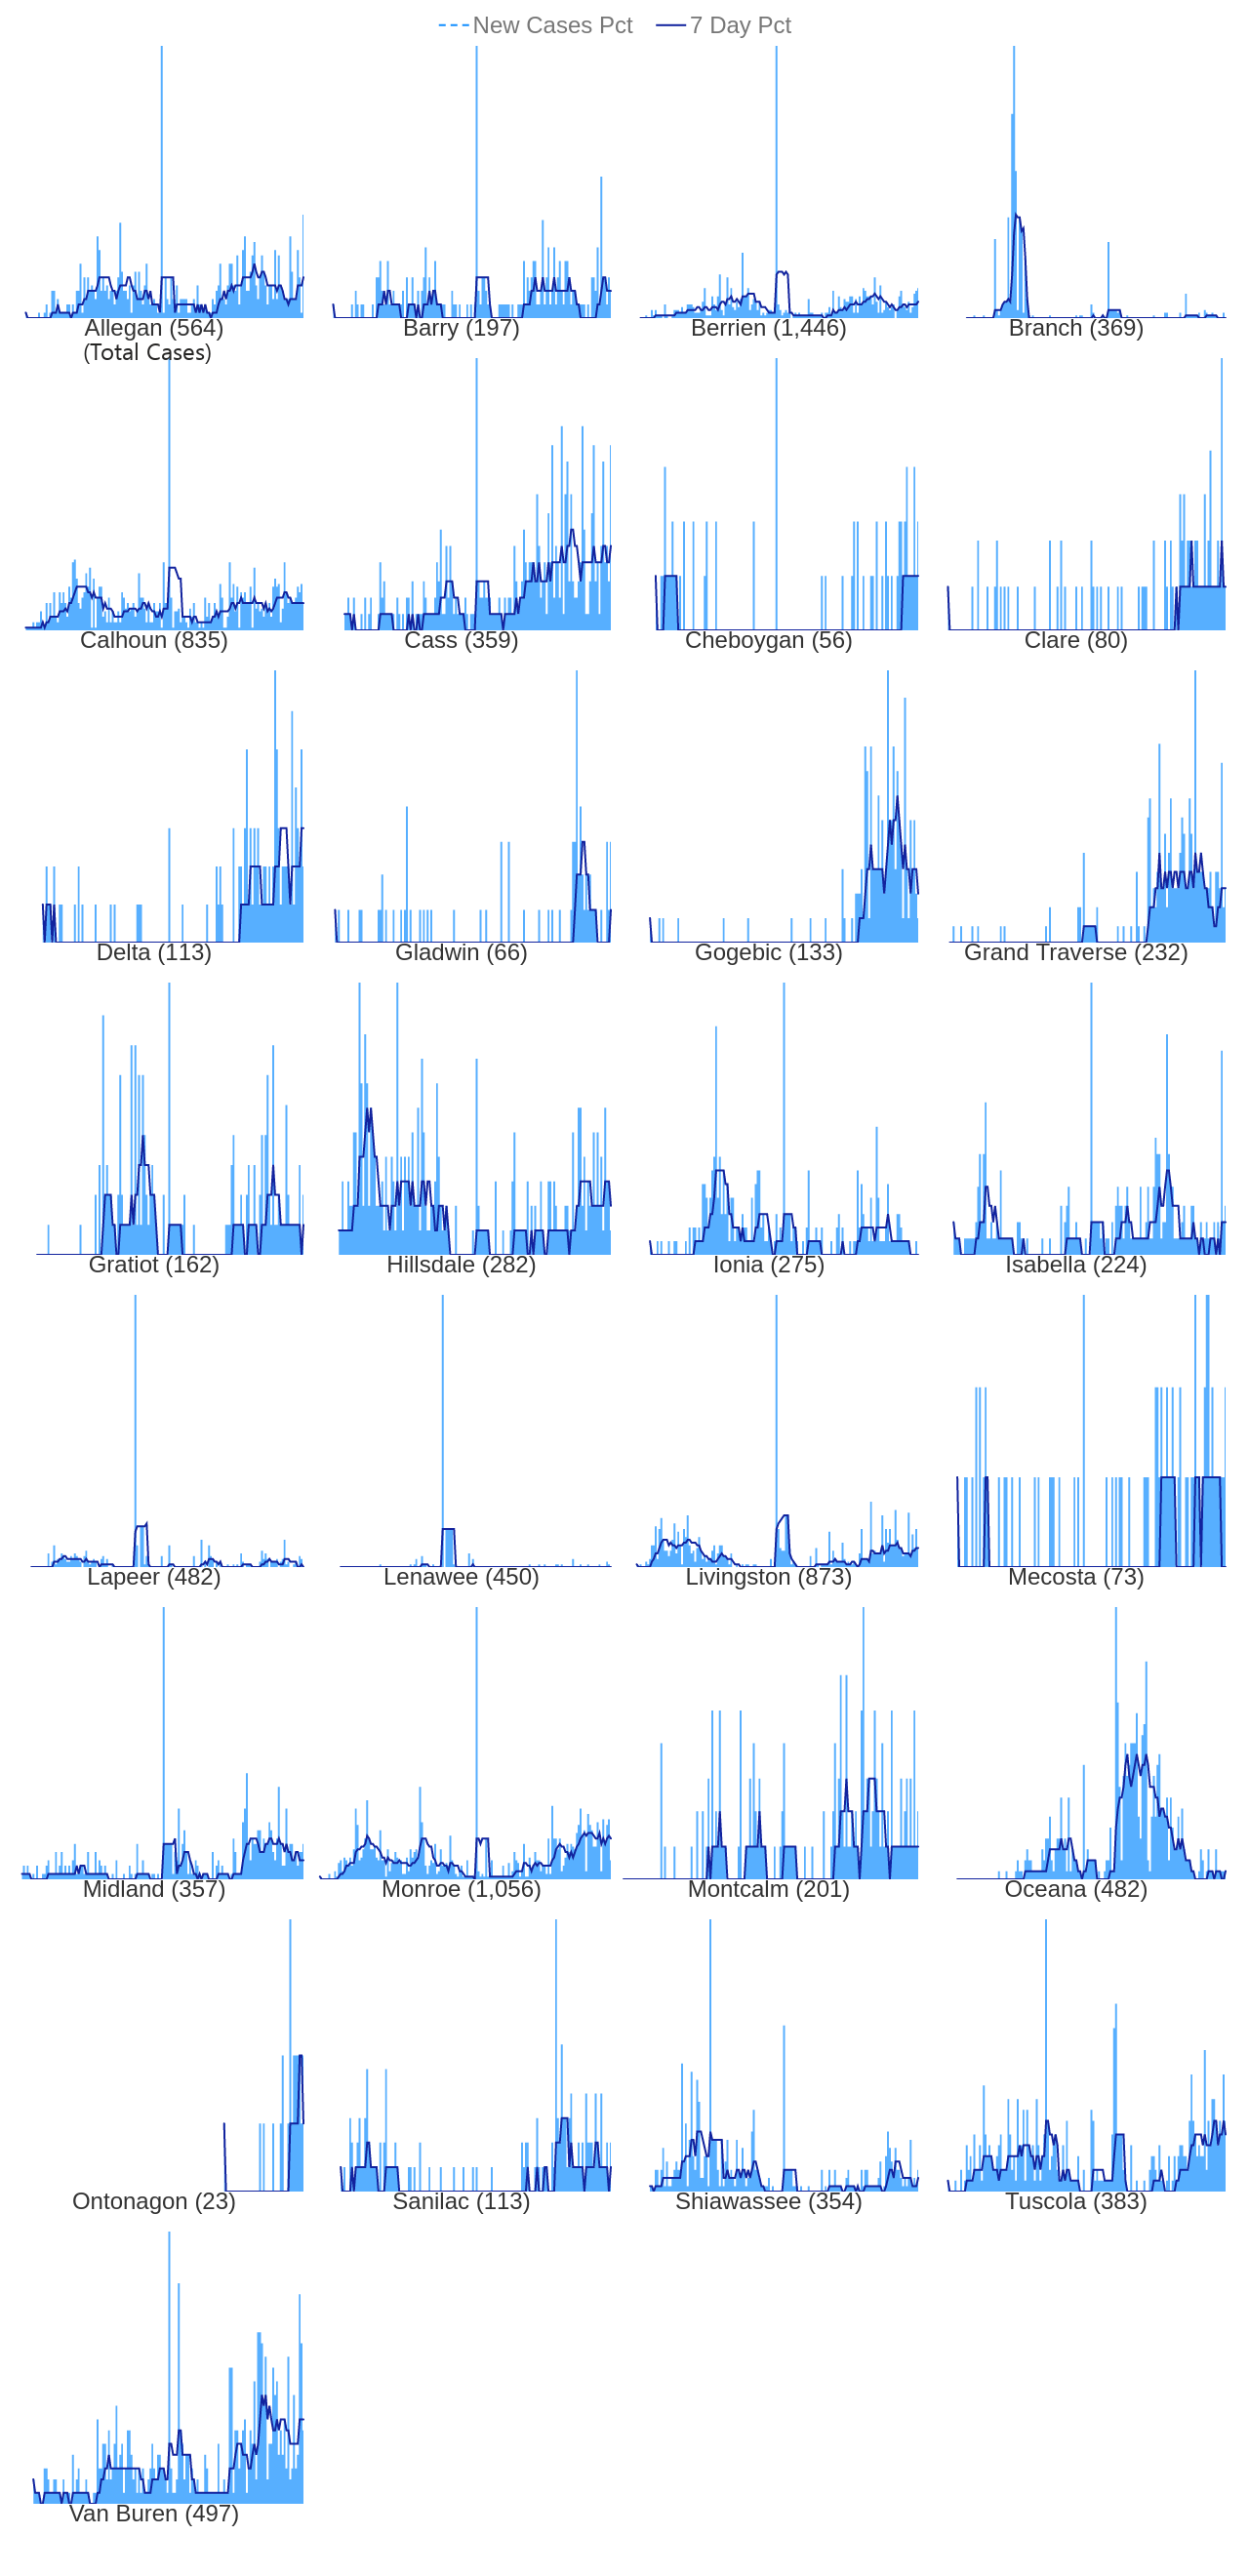 New Cases Pct 7 Day Pct
Allegan (564) Barry (197) Berrien (1,446) Branch (369)
(Total Cases)
Calhoun (835) Cass (359) Cheboygan (56) Clare (80)
Delta (113) Gladwin (66) Gogebic (133) Grand Traverse (232)
Gratiot (162) Hillsdale (282) Ionia (275) Isabella (224)
Lapeer (482) Lenawee (450) Livingston (873) Mecosta (73)
Midland (357) Monroe (1,056) Montcalm (201) Oceana (482)
Ontonagon (23) Sanilac (113) Shiawassee (354) Tuscola (383)
Van Buren (497)